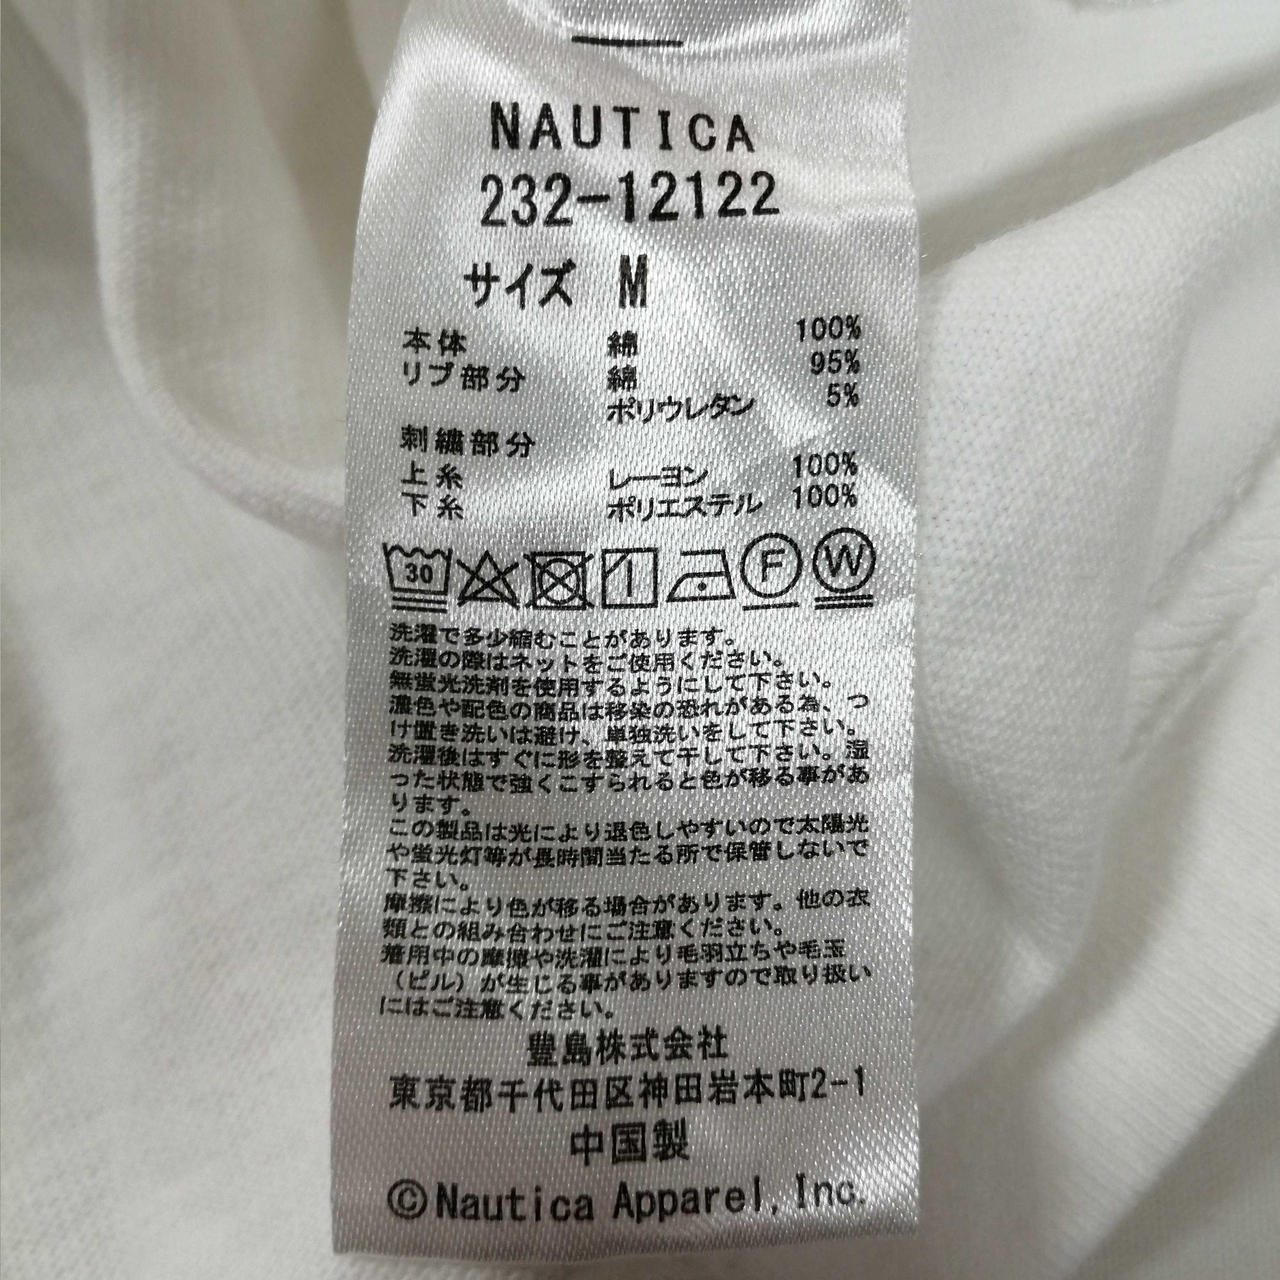 NAUTICA
232-12122
サイズ M
本体 綿 100%
リブ部分 綿 95%
ポリウレタン 5%
刺繍部分
上糸 レーヨン 100%
下糸 ポリエステル 100%
30 F W
洗濯で多少縮むことがあります。
洗濯の際はネットをご使用ください。
無蛍光洗剤を使用するようにして下さい。
濃色や配色の商品は移染の恐れがある為、つ
け置き洗いは避け、単独洗いをして下さい。
洗濯後はすぐに形を整えて干して下さい。湿
った状態で強くこすられると色が移る事があ
ります。
この製品は光により退色しやすいので太陽光
や蛍光灯等が長時間当たる所で保管しないで
下さい。
摩擦により色が移る場合があります。他の衣
類との組み合わせにご注意ください。
着用中の摩擦や洗濯により毛羽立ちや毛玉
（ピル）が生じる事がありますので取り扱い
にはご注意ください。
豊島株式会社
東京都千代田区神田岩本町2-1
中国製
©Nautica Apparel, Inc.